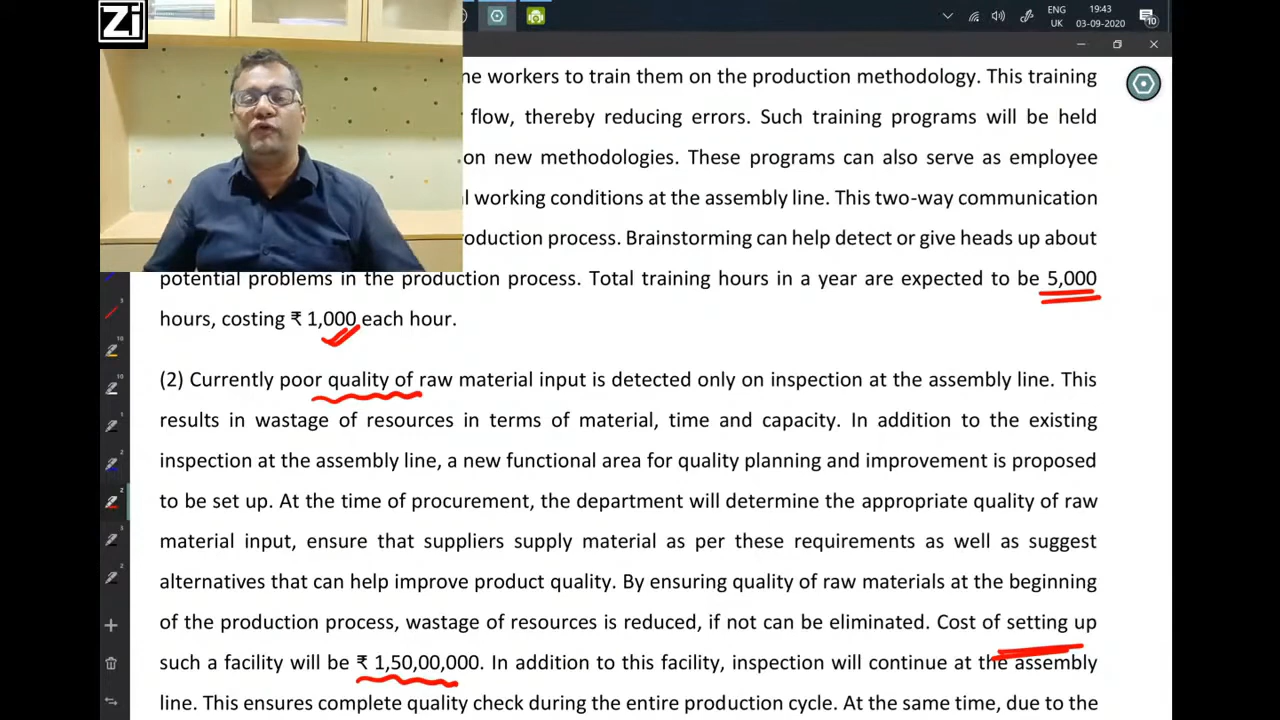 Zi
ENG
UK
19:43
03-09-2020
10
ne workers to train them on the production methodology. This training
flow, thereby reducing errors. Such training programs will be held
on new methodologies. These programs can also serve as employee
l working conditions at the assembly line. This two-way communication
roduction process. Brainstorming can help detect or give heads up about
potential problems in the production process. Total training hours in a year are expected to be 5,000
hours, costing ₹ 1,000 each hour.
(2) Currently poor quality of raw material input is detected only on inspection at the assembly line. This
results in wastage of resources in terms of material, time and capacity. In addition to the existing
inspection at the assembly line, a new functional area for quality planning and improvement is proposed
to be set up. At the time of procurement, the department will determine the appropriate quality of raw
material input, ensure that suppliers supply material as per these requirements as well as suggest
alternatives that can help improve product quality. By ensuring quality of raw materials at the beginning
of the production process, wastage of resources is reduced, if not can be eliminated. Cost of setting up
such a facility will be ₹ 1,50,00,000. In addition to this facility, inspection will continue at the assembly
line. This ensures complete quality check during the entire production cycle. At the same time, due to the